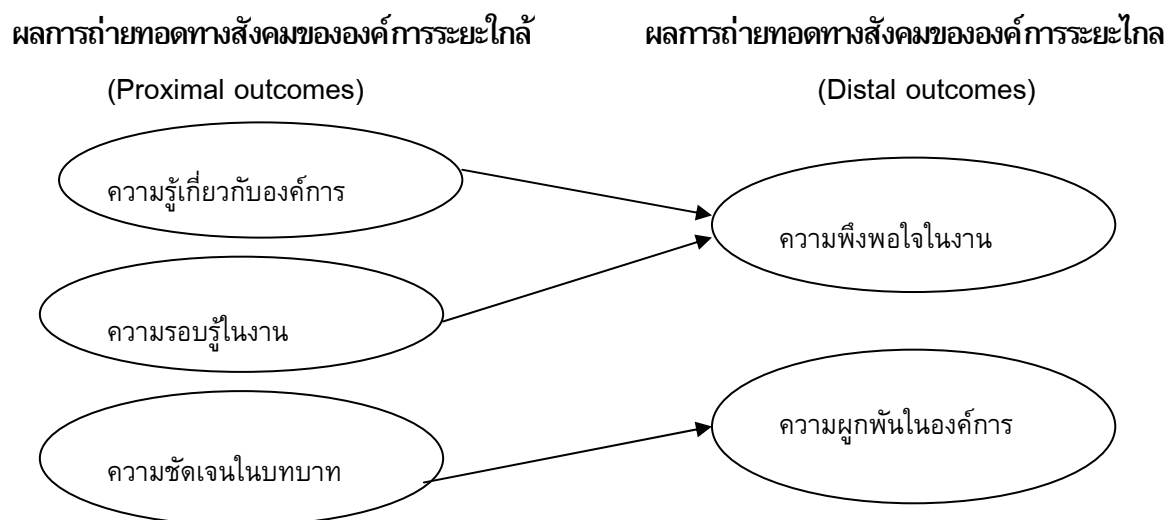 ผลการถ่ายทอดทางสังคมขององค์การระยะใกล้
(Proximal outcomes)
ความรู้เกี่ยวกับองค์การ
ความรอบรู้ในงาน
ความชัดเจนในบทบาท
ผลการถ่ายทอดทางสังคมขององค์การระยะไกล
(Distal outcomes)
ความพึงพอใจในงาน
ความผูกพันในองค์การ